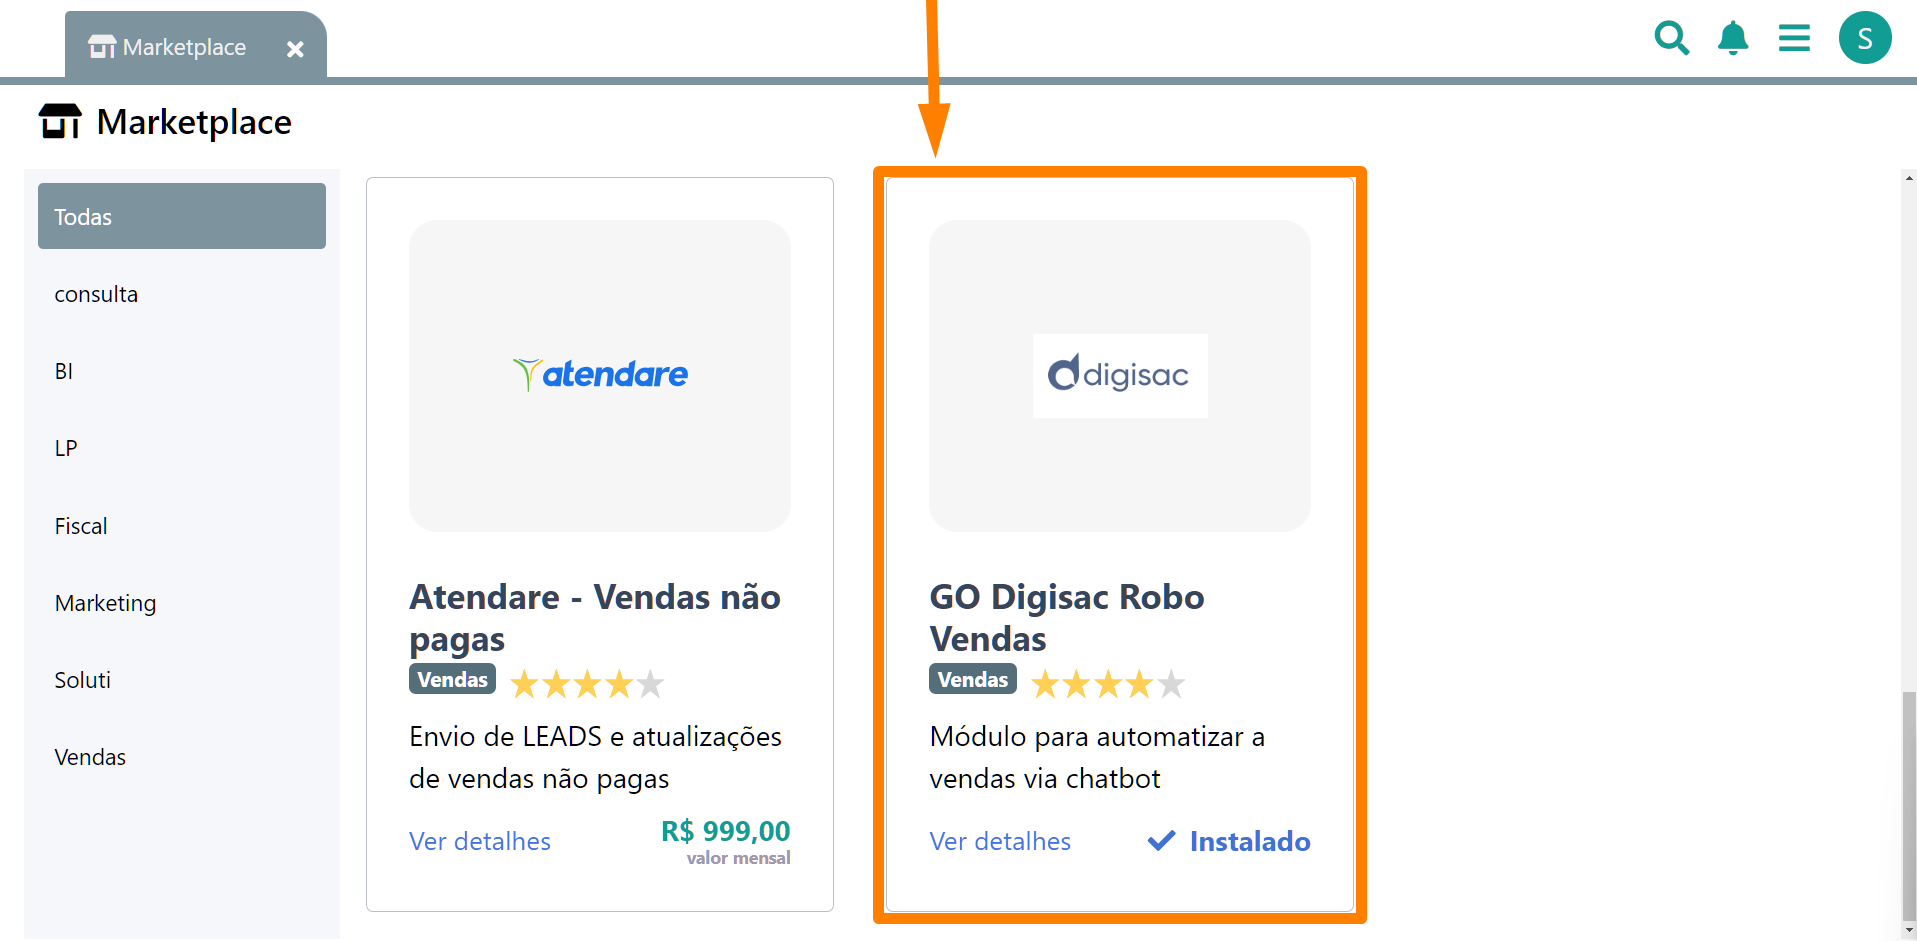 Marketplace
S
Marketplace
Todas
consulta
BI
LP
Fiscal
Marketing
Soluti
Vendas
atendare
Atendare - Vendas não
pagas
Vendas
Envio de LEADS e atualizações
de vendas não pagas
Ver detalhes
R$ 999,00
valor mensal
digisac
GO Digisac Robo
Vendas
Vendas
Módulo para automatizar a
vendas via chatbot
Ver detalhes
Instalado